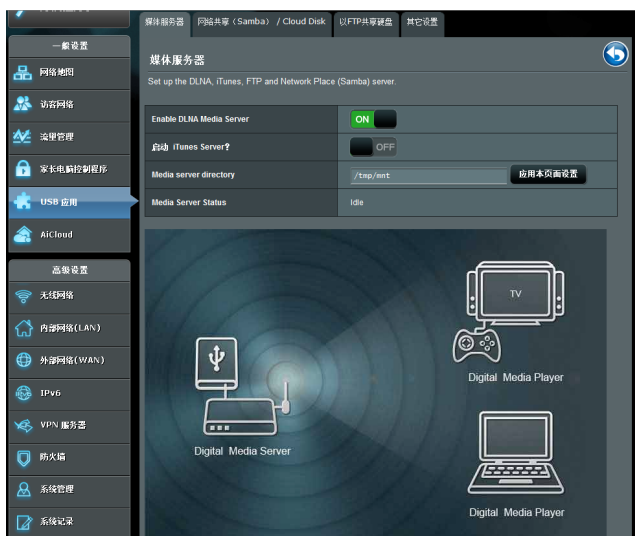 媒体服务器 网络共享（Samba） / Cloud Disk 以FTP共享硬盘 其它设置
一般设置
网络地图
访客网络
流量管理
家长电脑控制程序
USB 应用
AiCloud
高级设置
无线网络
内部网络(LAN)
外部网络(WAN)
IPv6
VPN 服务器
防火墙
系统管理
系统记录
媒体服务器
Set up the DLNA, iTunes, FTP and Network Place (Samba) server.
Enable DLNA Media Server ON
启动 iTunes Server? OFF
Media server directory /tmp/mnt 应用本页面设置
Media Server Status Idle
TV
Digital Media Player
Digital Media Server
Digital Media Player